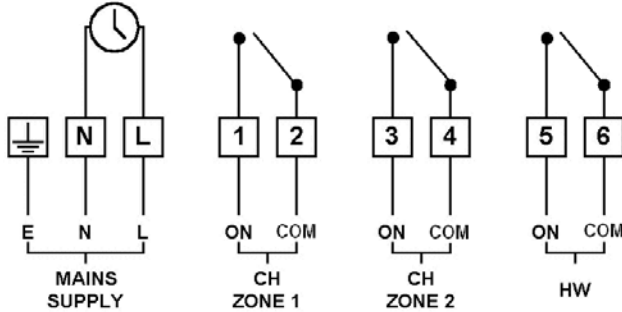 N L 1 2 3 4 5 6
E N L ON COM ON COM ON COM
MAINS SUPPLY
CH ZONE 1
CH ZONE 2
HW